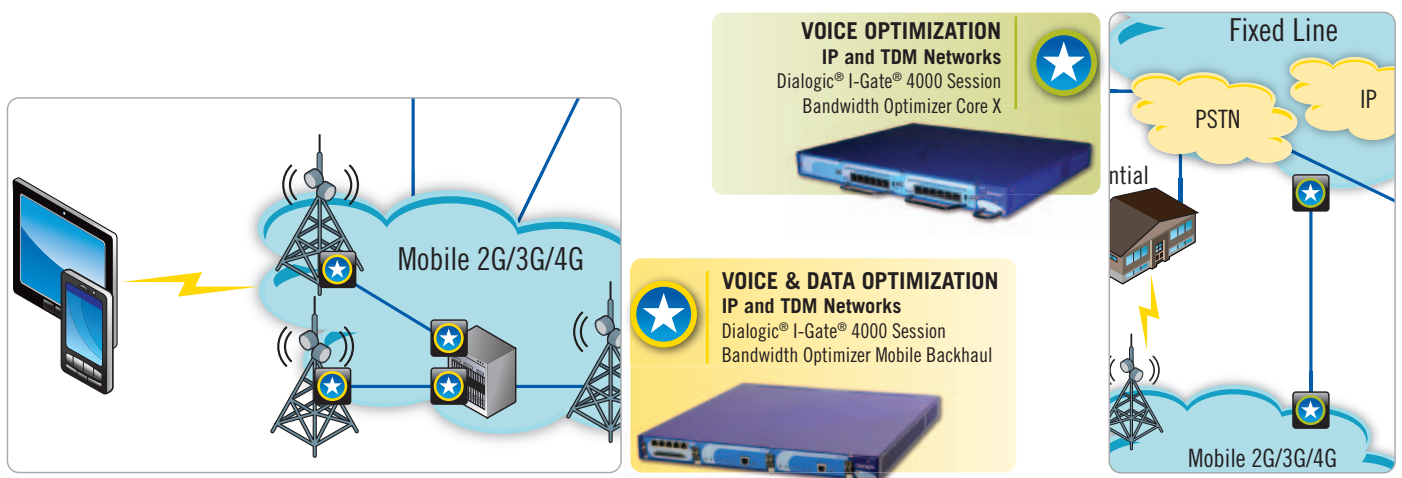 Mobile 2G/3G/4G
VOICE OPTIMIZATION
IP and TDM Networks
Dialogic® I-Gate® 4000 Session
Bandwidth Optimizer Core X
VOICE & DATA OPTIMIZATION
IP and TDM Networks
Dialogic® I-Gate® 4000 Session
Bandwidth Optimizer Mobile Backhaul
Fixed Line
PSTN
IP
ntial
Mobile 2G/3G/4G